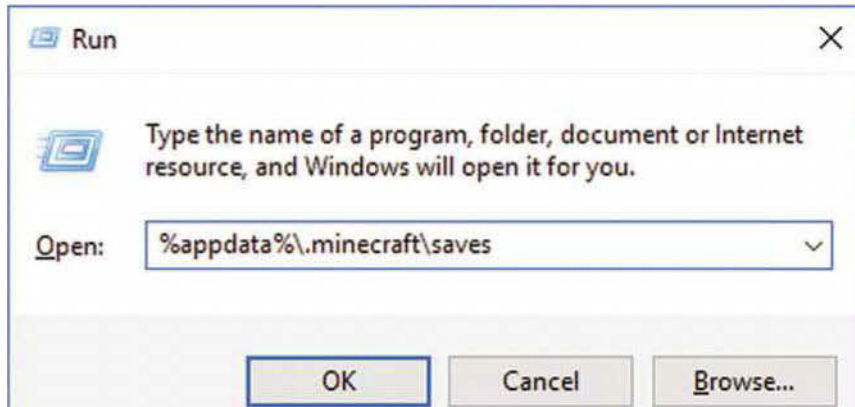 Run
Type the name of a program, folder, document or Internet
resource, and Windows will open it for you.
Open: %appdata%\.minecraft\saves
OK Cancel Browse...